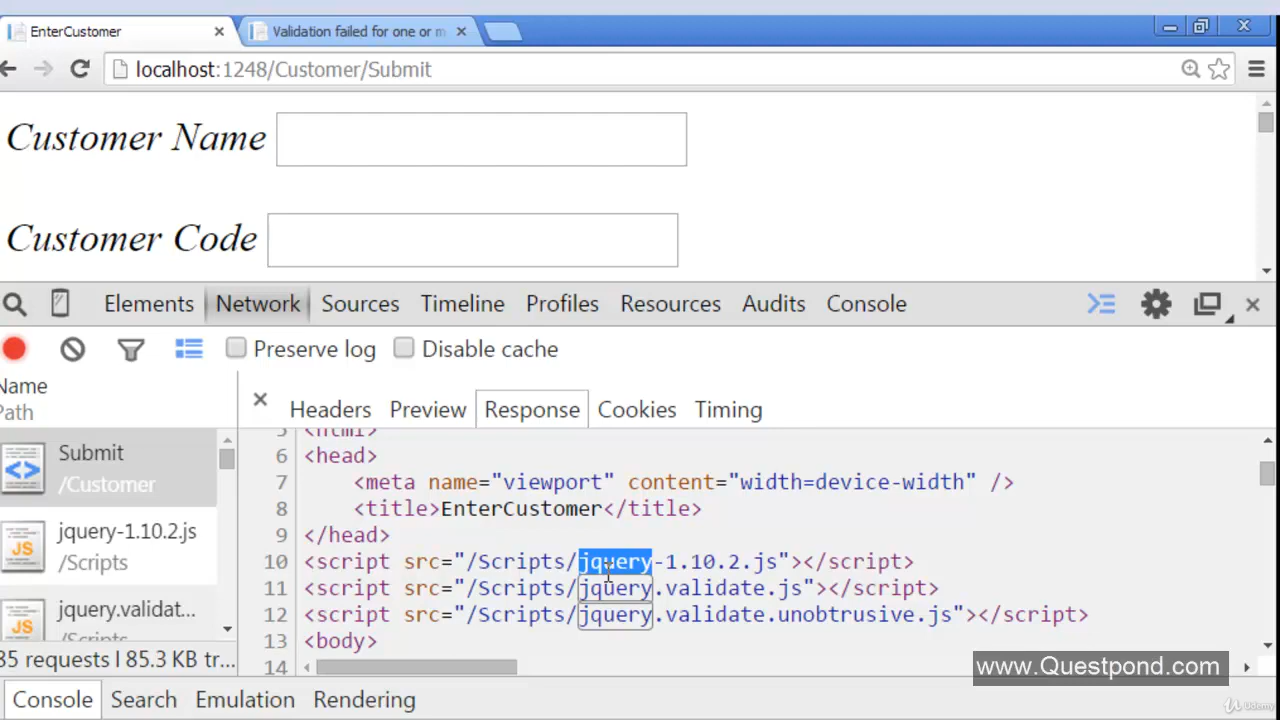 EnterCustomer
Validation failed for one or m
localhost:1248/Customer/Submit
Customer Name
Customer Code
Elements Network Sources Timeline Profiles Resources Audits Console
Preserve log Disable cache
Name
Path
Headers Preview Response Cookies Timing
Submit
/Customer
jquery-1.10.2.js
/Scripts
jquery.validat...
/Scripts
5 <html>
6 <head>
7 <meta name="viewport" content="width=device-width" />
8 <title>EnterCustomer</title>
9 </head>
10 <script src="/Scripts/jquery-1.10.2.js"></script>
11 <script src="/Scripts/jquery.validate.js"></script>
12 <script src="/Scripts/jquery.validate.unobtrusive.js"></script>
13 <body>
14
85 requests | 85.3 KB tr...
www.Questpond.com
Console Search Emulation Rendering
Udemy